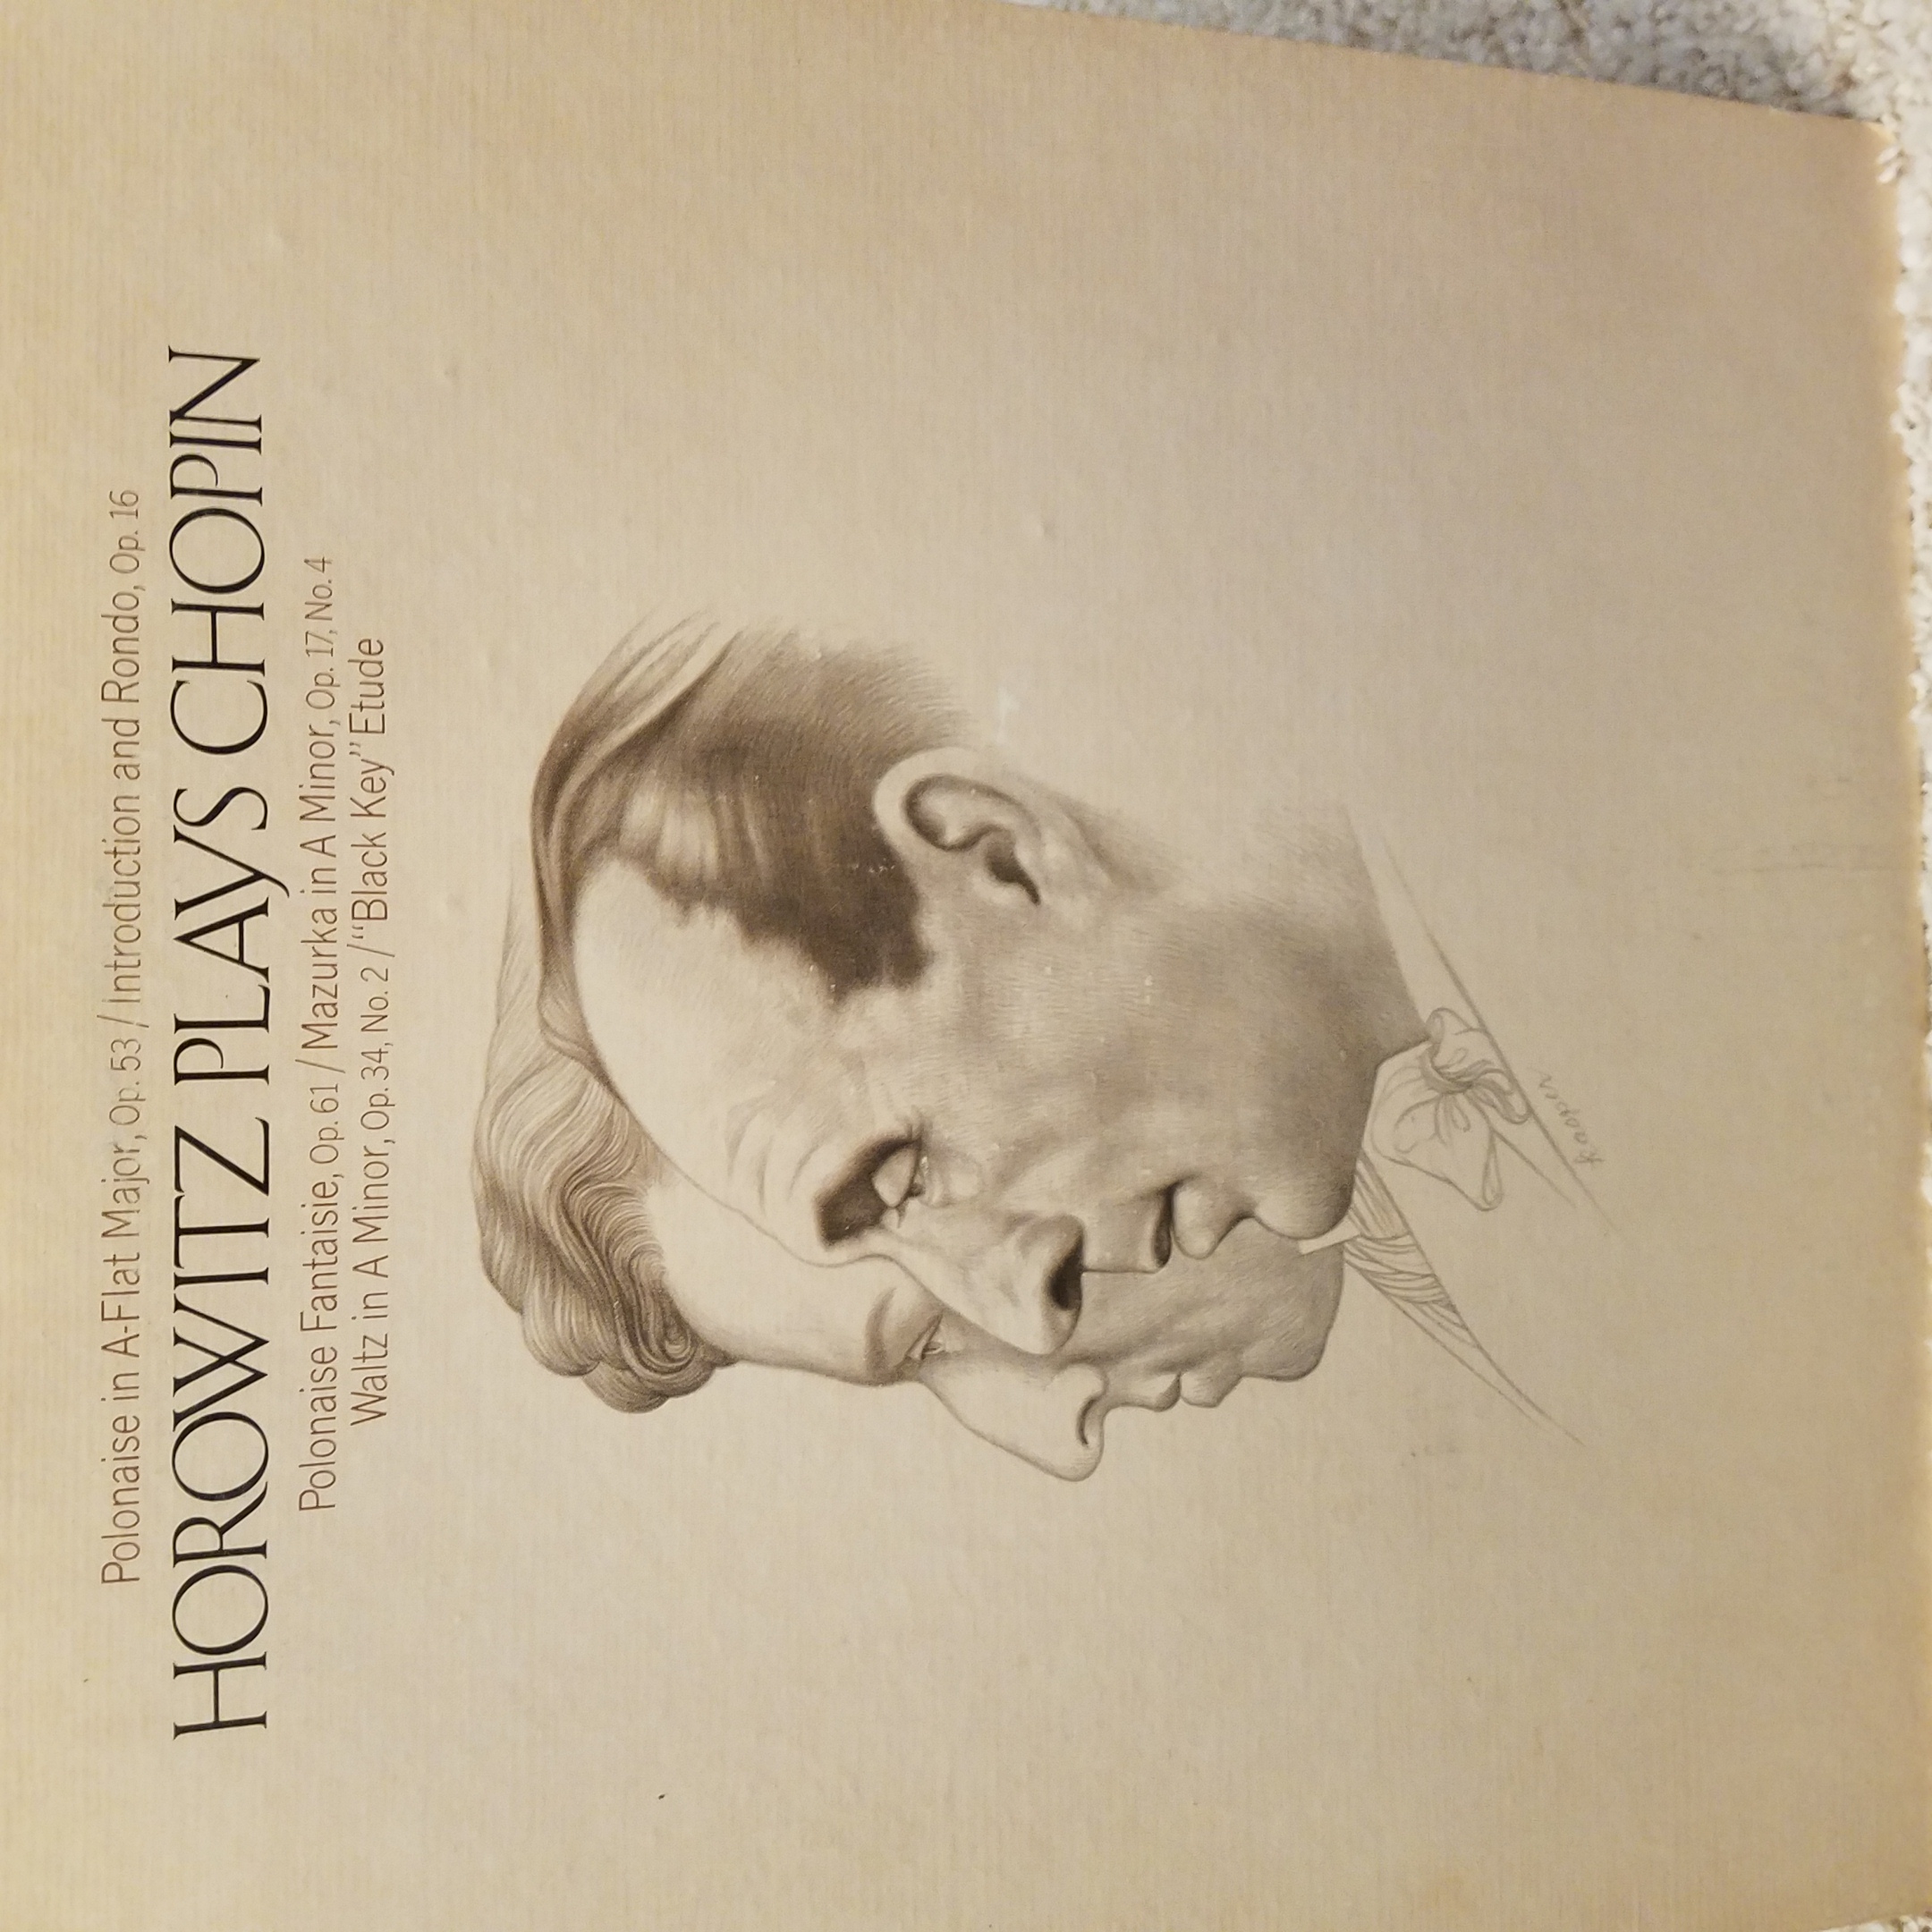 Polonaise in A-Flat Major, Op. 53 / Introduction and Rondo, Op. 16
HOROWITZ PLAYS CHOPIN
Polonaise Fantaisie, Op. 61 / Mazurka in A Minor, Op. 17, No. 4
Waltz in A Minor, Op. 34, No. 2 / “Black Key” Etude